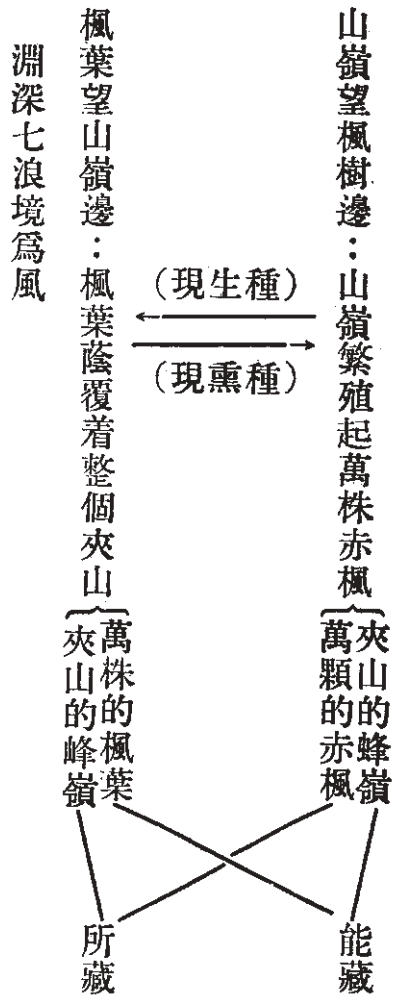 山嶺望楓樹邊：山嶺繁殖起萬株赤楓
夾山的蜂嶺
萬顆的赤楓
能藏
（現生種）
（現熏種）
楓葉望山嶺邊：楓葉蔭覆着整個夾山
萬株的楓葉
夾山的峰嶺
所藏
淵深七浪境爲風